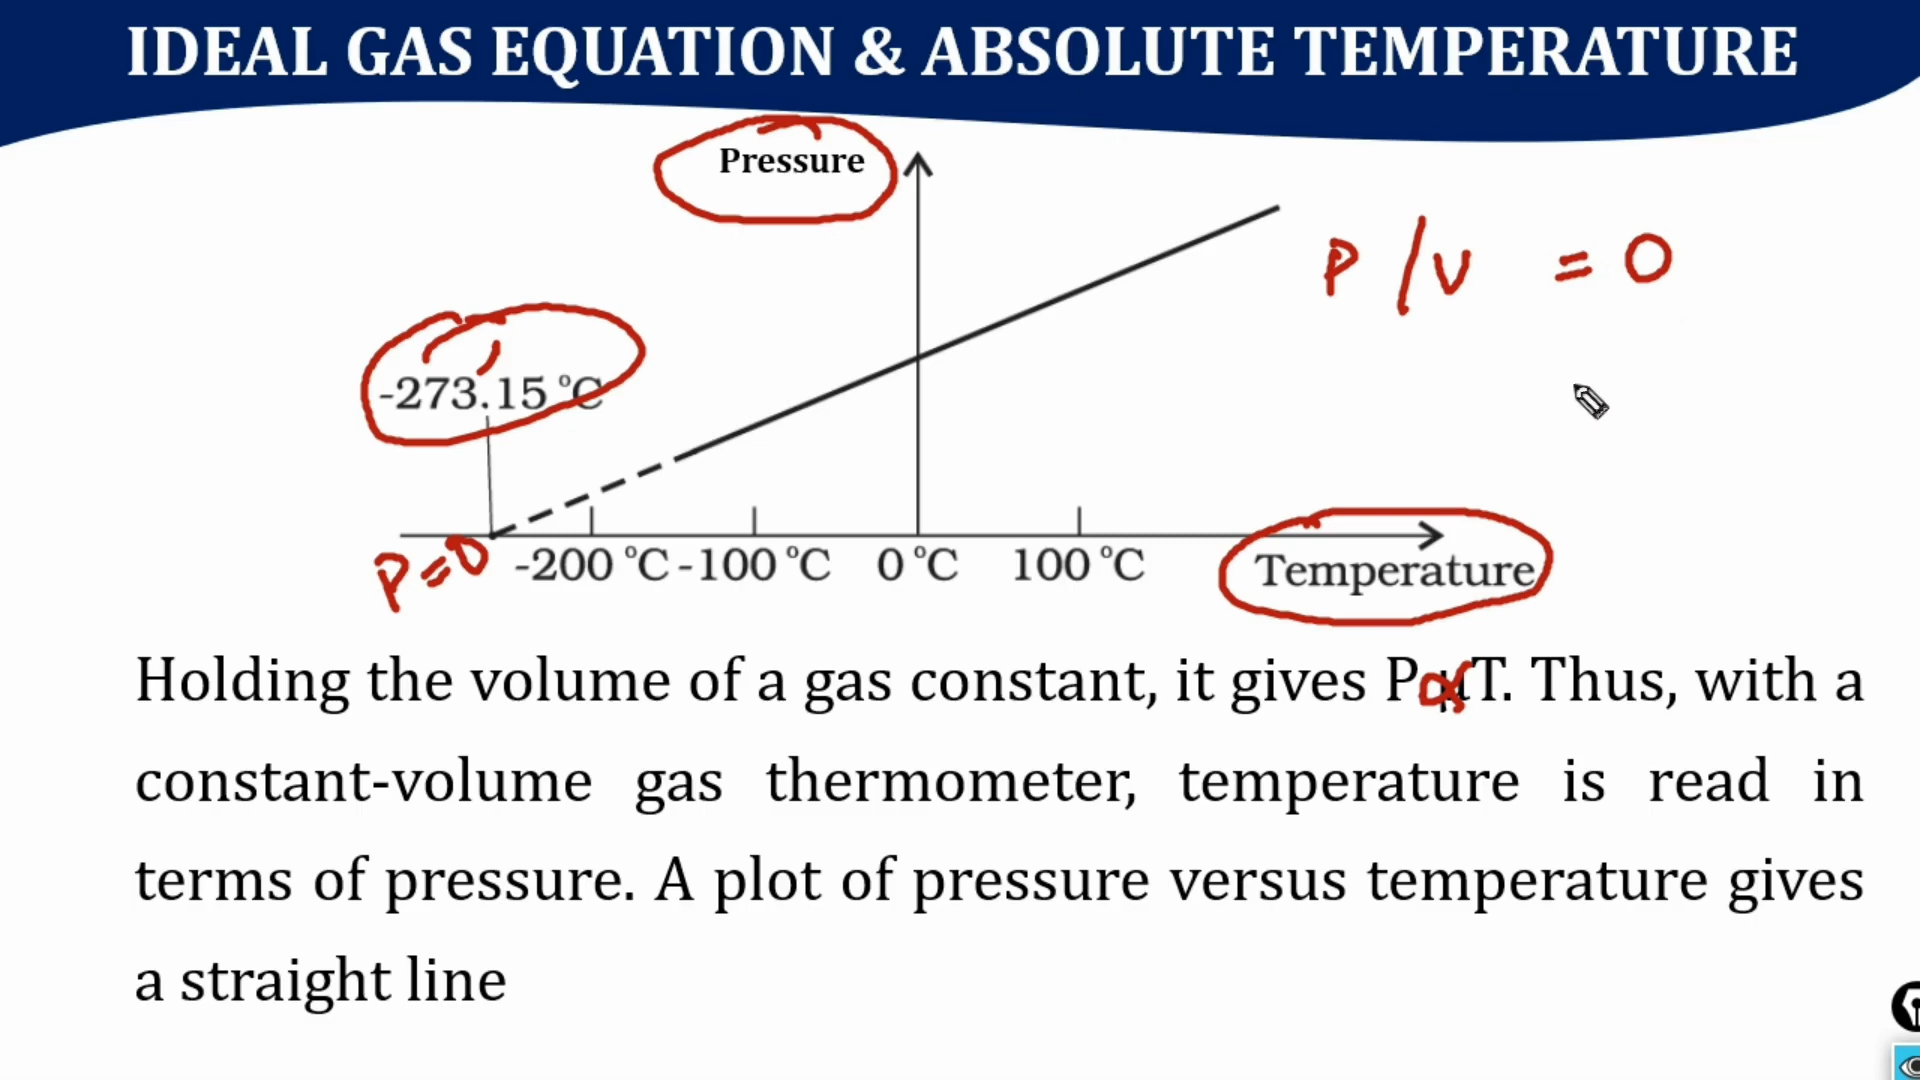 IDEAL GAS EQUATION & ABSOLUTE TEMPERATURE
Pressure
P / V = 0
-273.15 °C
P = 0
-200 °C -100 °C 0 °C 100 °C Temperature
Holding the volume of a gas constant, it gives P α T. Thus, with a
constant-volume gas thermometer, temperature is read in
terms of pressure. A plot of pressure versus temperature gives
a straight line